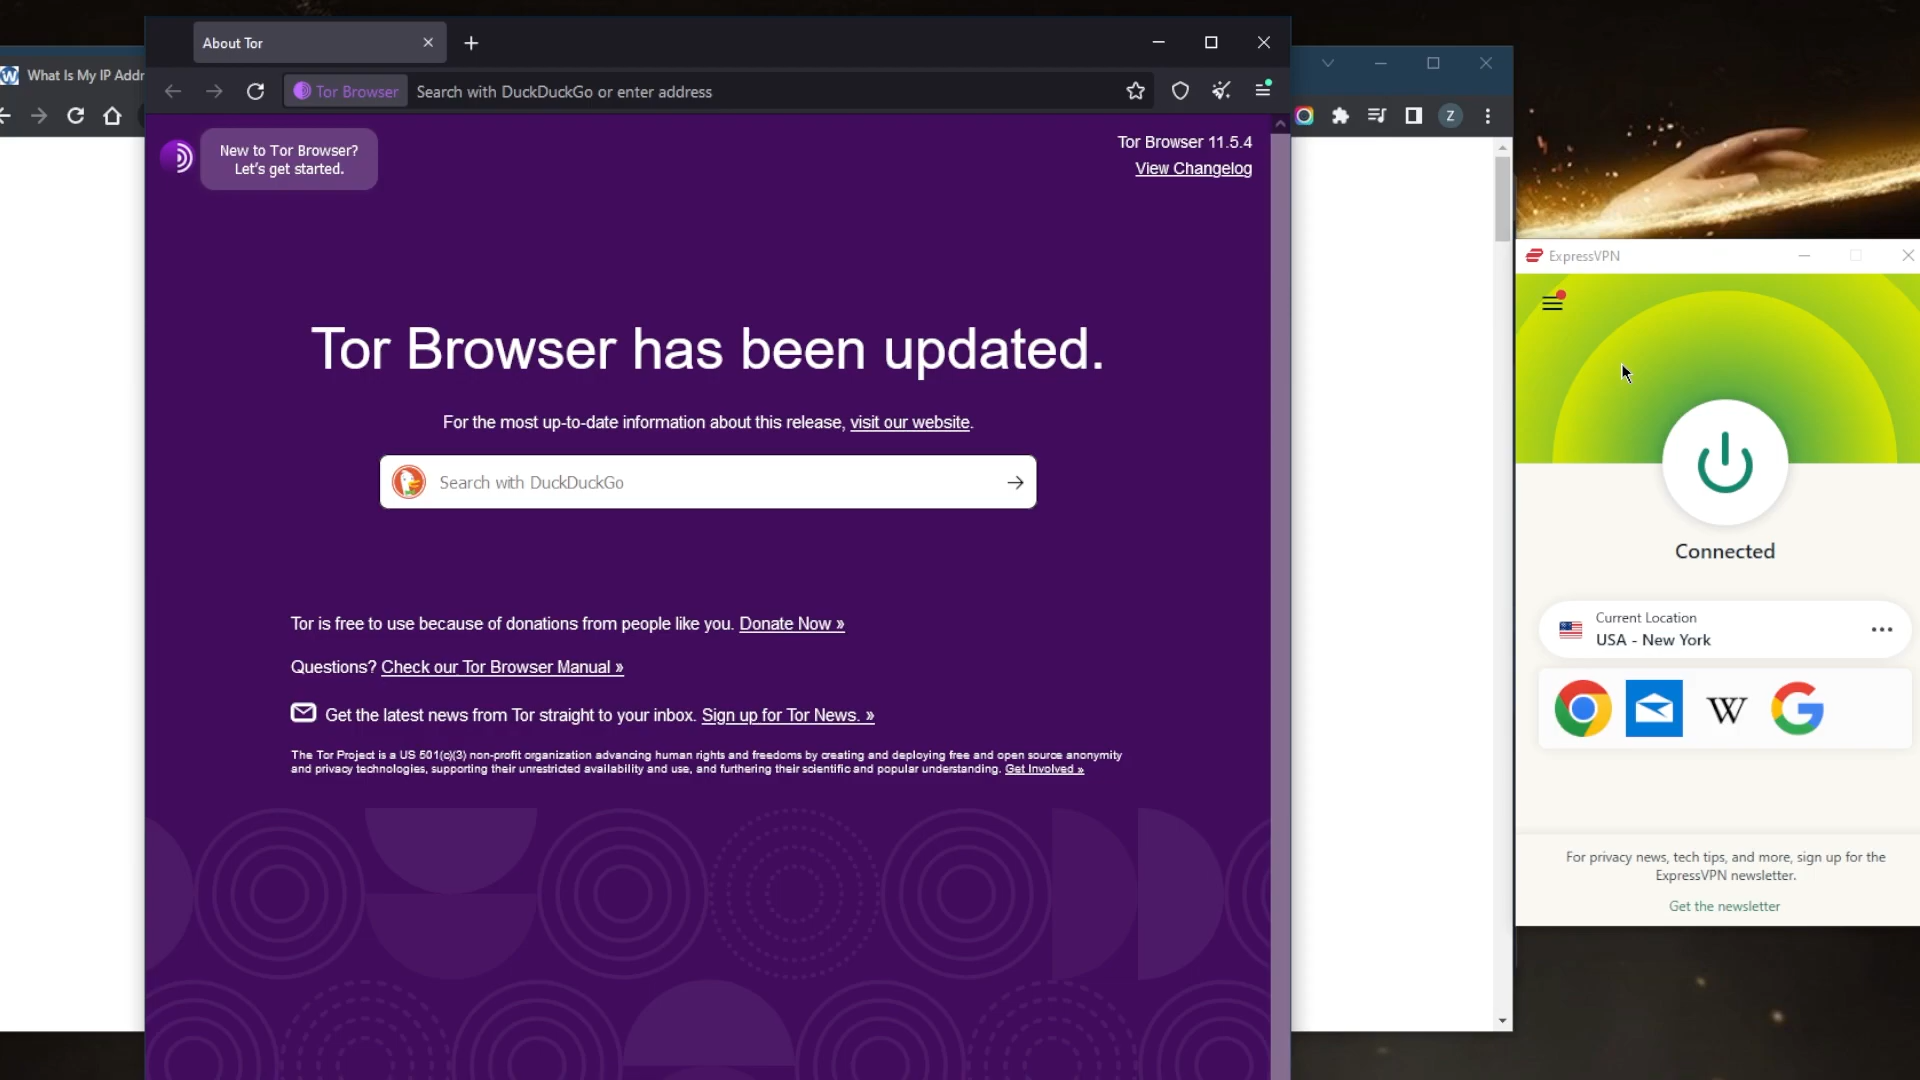 About Tor
What Is My IP Addr
Tor Browser
Search with DuckDuckGo or enter address
Z
New to Tor Browser?
Let's get started.
Tor Browser 11.5.4
View Changelog
Tor Browser has been updated.
For the most up-to-date information about this release, visit our website.
Search with DuckDuckGo
Tor is free to use because of donations from people like you. Donate Now »
Questions? Check our Tor Browser Manual »
Get the latest news from Tor straight to your inbox. Sign up for Tor News. »
The Tor Project is a US 501(c)(3) non-profit organization advancing human rights and freedoms by creating and deploying free and open source anonymity
and privacy technologies, supporting their unrestricted availability and use, and furthering their scientific and popular understanding. Get Involved »
ExpressVPN
Connected
Current Location
USA - New York
W
G
For privacy news, tech tips, and more, sign up for the
ExpressVPN newsletter.
Get the newsletter